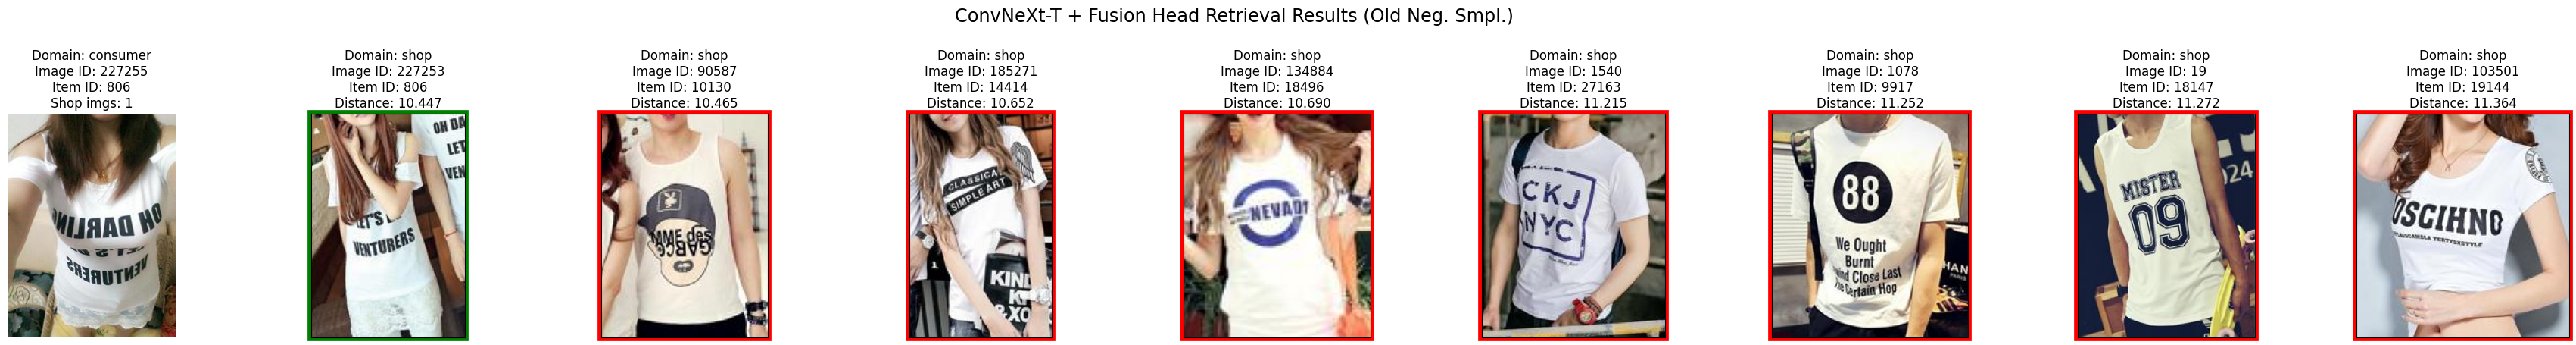 ConvNeXt-T + Fusion Head Retrieval Results (Old Neg. Smpl.)
Domain: consumer
Image ID: 227255
Item ID: 806
Shop imgs: 1
OH DARLIN
VENTURERS
Domain: shop
Image ID: 227253
Item ID: 806
Distance: 10.447
OH DA
LET
VEN
LET'S
VENTURERS
Domain: shop
Image ID: 90587
Item ID: 10130
Distance: 10.465
MME des
GARÇO
Domain: shop
Image ID: 185271
Item ID: 14414
Distance: 10.652
CLASSICAL
SIMPLE ART
KIN
&XO
Domain: shop
Image ID: 134884
Item ID: 18496
Distance: 10.690
NEVADA
Domain: shop
Image ID: 1540
Item ID: 27163
Distance: 11.215
CKJ
NYC
Domain: shop
Image ID: 1078
Item ID: 9917
Distance: 11.252
88
We Ought
Burnt
And Close Last
The Certain Hop
HAN
Domain: shop
Image ID: 19
Item ID: 18147
Distance: 11.272
MISTER
09
024
Domain: shop
Image ID: 103501
Item ID: 19144
Distance: 11.364
OSCIHNO